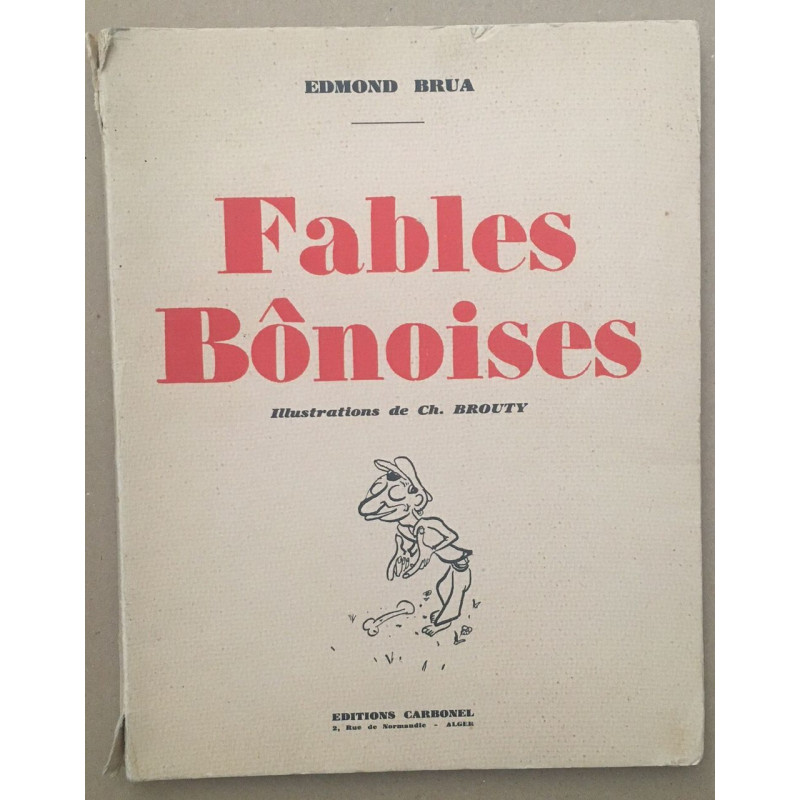 EDMOND BRUA
Fables
Bônoises
Illustrations de Ch. BROUTY
EDITIONS CARBONEL
2, Rue de Normandie - ALGER